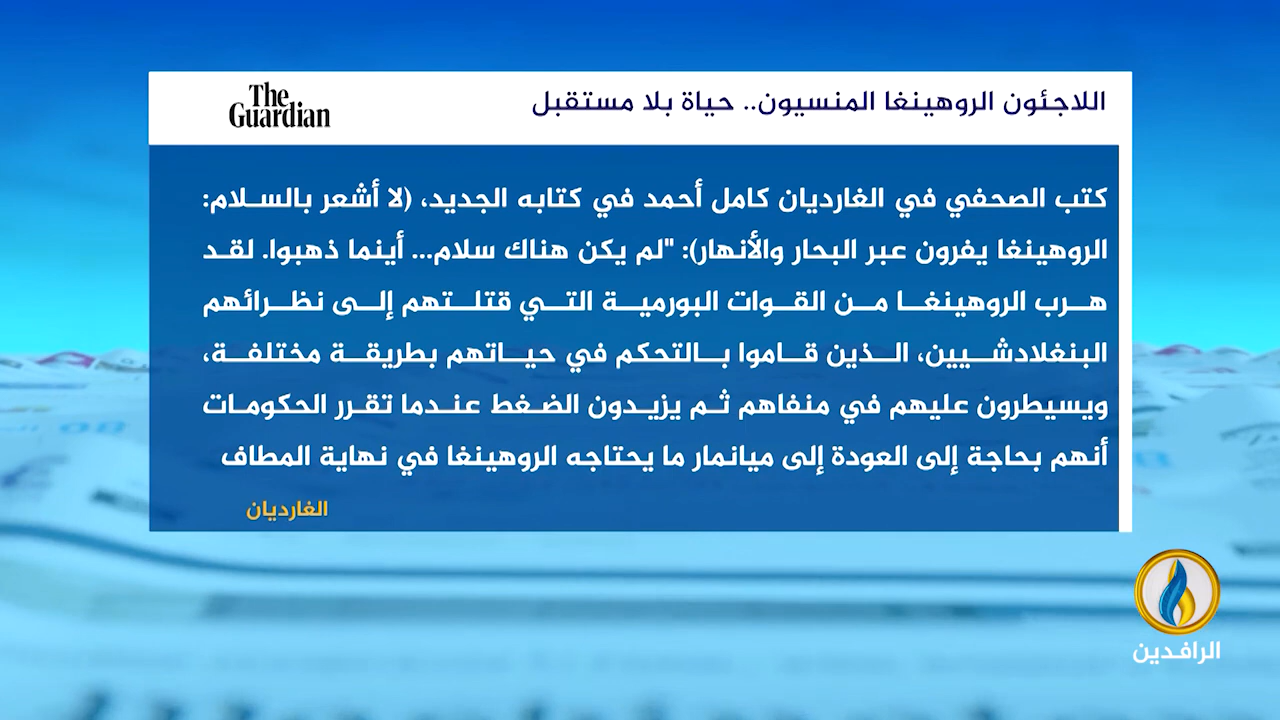 اللاجئون الروهينغا المنسيون.. حياة بلا مستقبل
The
Guardian
كتب الصحفي في الغارديان كامل أحمد في كتابه الجديد، (لا أشعر بالسلام:
الروهينغا يفرون عبر البحار والأنهار): "لم يكن هناك سلام... أينما ذهبوا. لقد
هرب الروهينغا من القوات البورمية التي قتلتهم إلى نظرائهم
البنغلادشيين، الذين قاموا بالتحكم في حياتهم بطريقة مختلفة،
ويسيطرون عليهم في منفاهم ثم يزيدون الضغط عندما تقرر الحكومات
أنهم بحاجة إلى العودة إلى ميانمار ما يحتاجه الروهينغا في نهاية المطاف
الغارديان
الرافدين